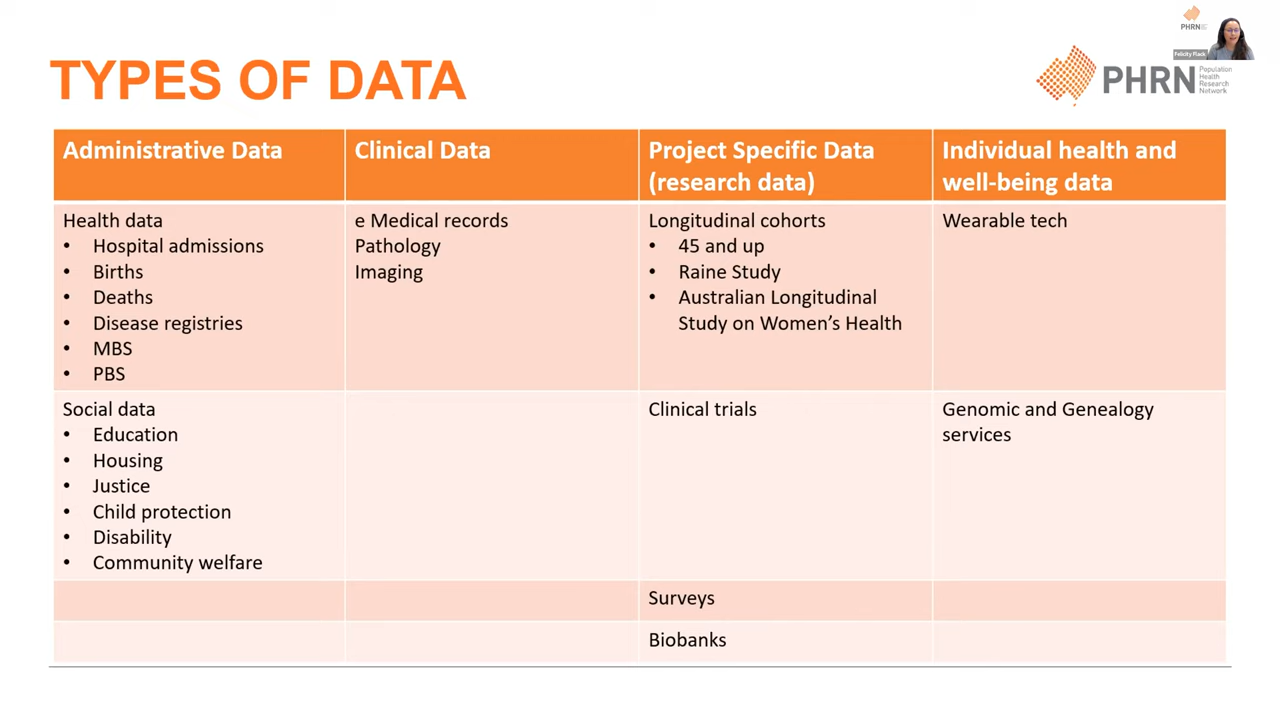 TYPES OF DATA
PHRN
Population
Health
Research
Network
PHRN
Felicity Flack
Administrative Data
Clinical Data
Project Specific Data
(research data)
Individual health and
well-being data
Health data
• Hospital admissions
• Births
• Deaths
• Disease registries
• MBS
• PBS
e Medical records
Pathology
Imaging
Longitudinal cohorts
• 45 and up
• Raine Study
• Australian Longitudinal
Study on Women’s Health
Wearable tech
Social data
• Education
• Housing
• Justice
• Child protection
• Disability
• Community welfare
Clinical trials
Genomic and Genealogy
services
Surveys
Biobanks